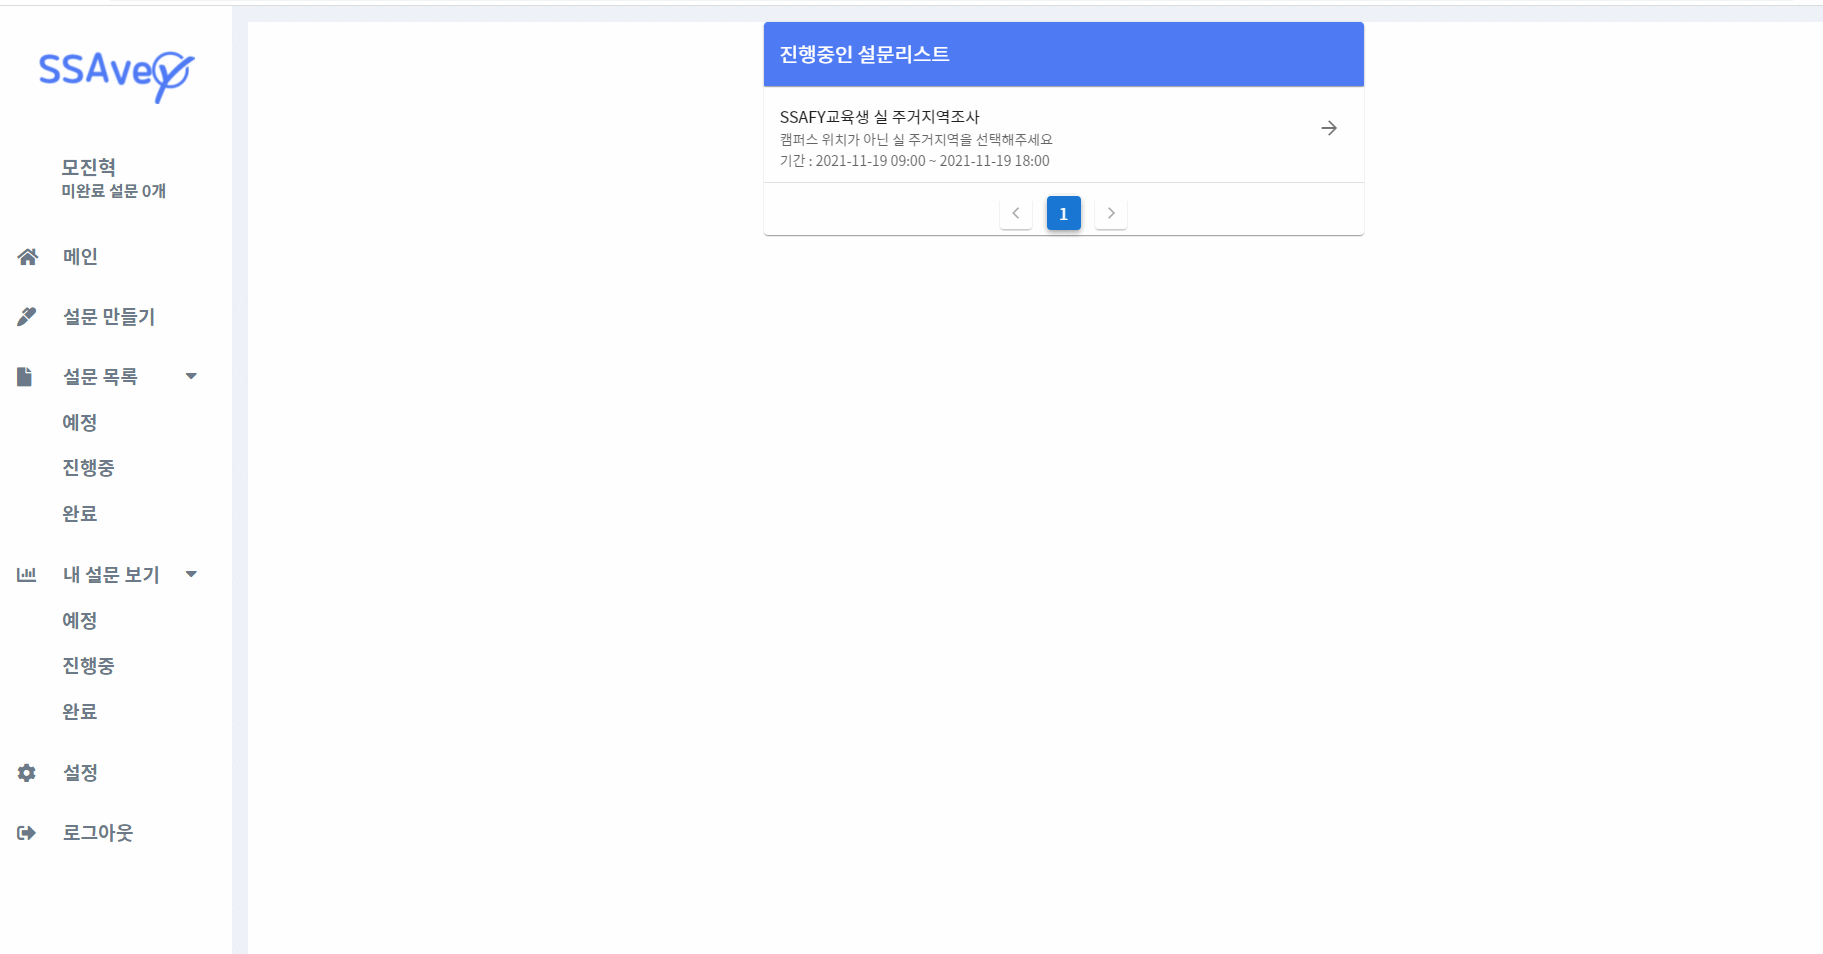 SSAvey
모진혁
미완료 설문 0개
메인
설문 만들기
설문 목록
예정
진행중
완료
내 설문 보기
예정
진행중
완료
설정
로그아웃
진행중인 설문리스트
SSAFY교육생 실 주거지역조사
캠퍼스 위치가 아닌 실 주거지역을 선택해주세요
기간 : 2021-11-19 09:00 ~ 2021-11-19 18:00
1